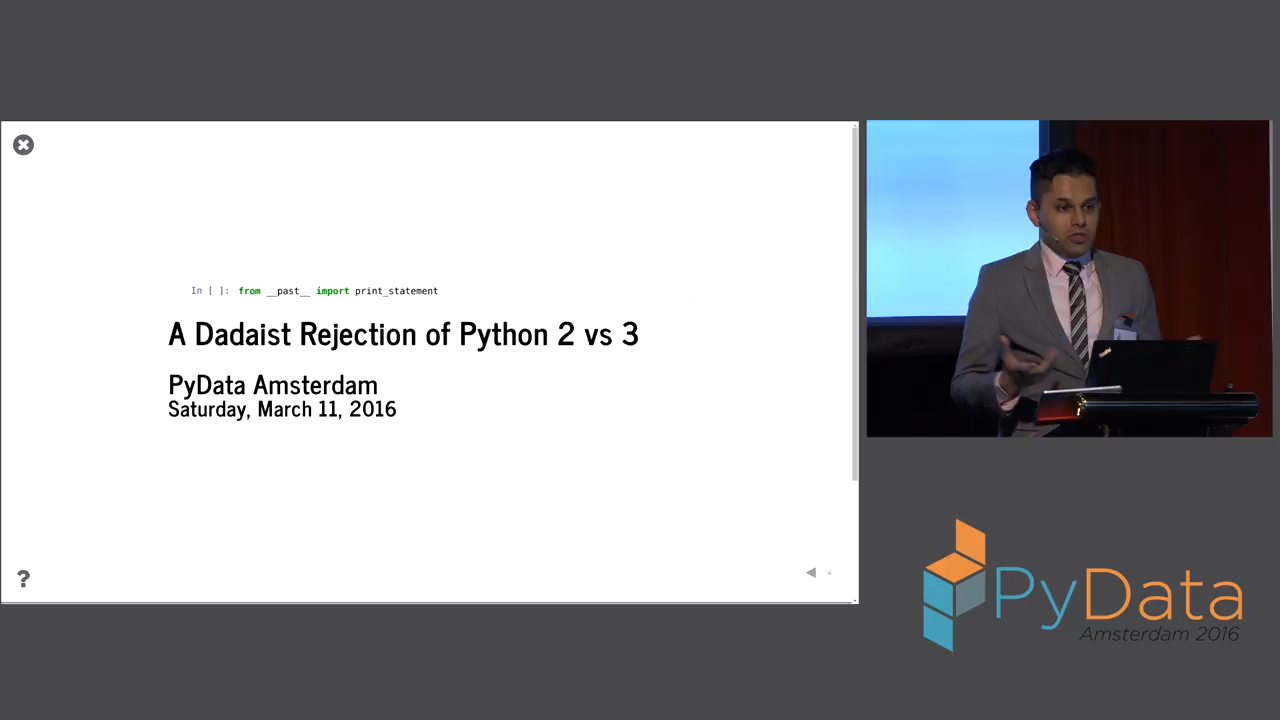 In [ ]: from __past__ import print_statement
A Dadaist Rejection of Python 2 vs 3
PyData Amsterdam
Saturday, March 11, 2016
?
4
PyData
Amsterdam 2016